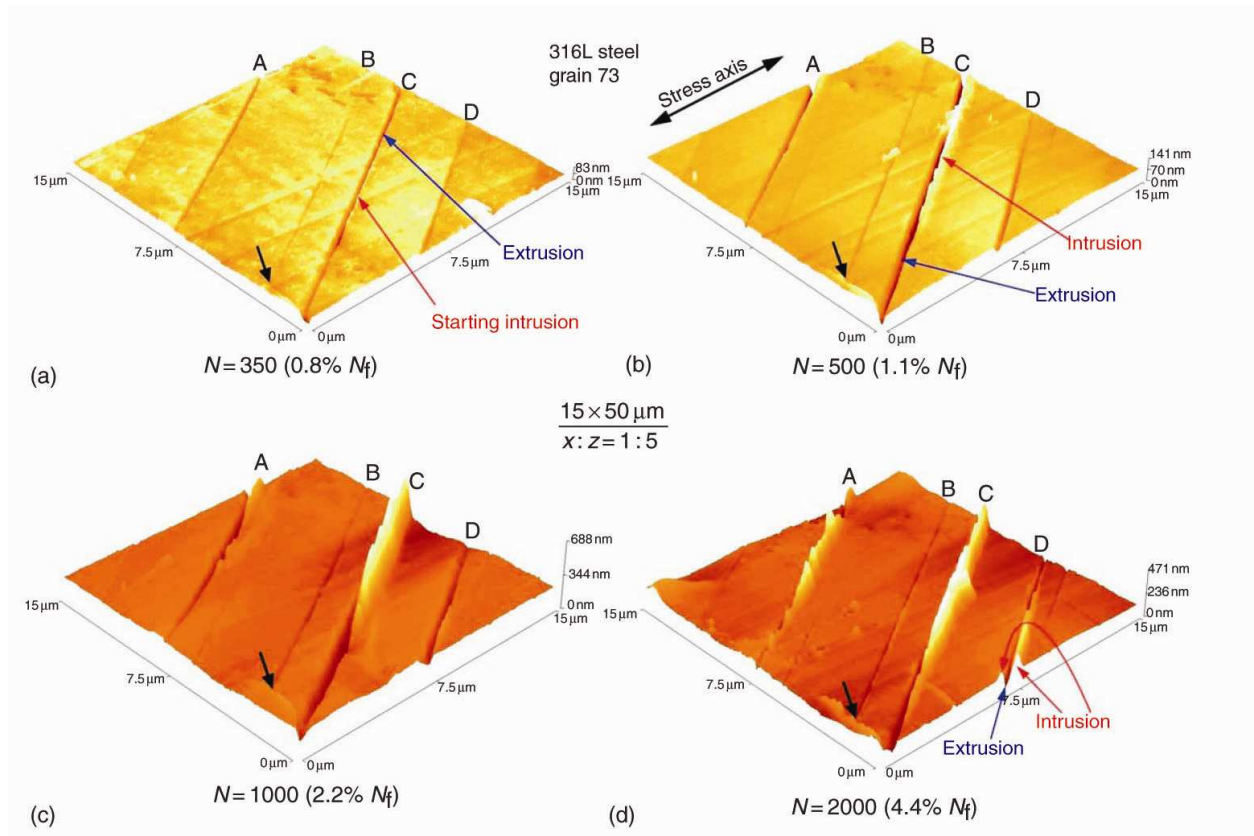 316L steel
grain 73
A
B
C
D
83 nm
0 nm
15 µm
15 µm
7.5 µm
7.5 µm
Extrusion
Starting intrusion
0 µm
0 µm
(a)
N = 350 (0.8% Nf)
Stress axis
A
B
C
D
141 nm
70 nm
0 nm
15 µm
15 µm
7.5 µm
7.5 µm
Intrusion
Extrusion
0 µm
0 µm
(b)
N = 500 (1.1% Nf)
15 × 50 µm
x : z = 1 : 5
A
B
C
D
688 nm
344 nm
0 nm
15 µm
15 µm
7.5 µm
7.5 µm
0 µm
0 µm
(c)
N = 1000 (2.2% Nf)
A
B
C
D
471 nm
236 nm
0 nm
15 µm
15 µm
7.5 µm
7.5 µm
Intrusion
Extrusion
0 µm
0 µm
(d)
N = 2000 (4.4% Nf)